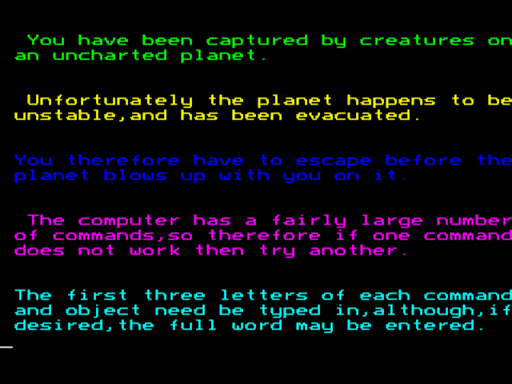 You have been captured by creatures on
an uncharted planet.
Unfortunately the planet happens to be
unstable,and has been evacuated.
You therefore have to escape before the
planet blows up with you on it.
The computer has a fairly large number
of commands,so therefore if one command
does not work then try another.
The first three letters of each command
and object need be typed in,although,if
desired,the full word may be entered.